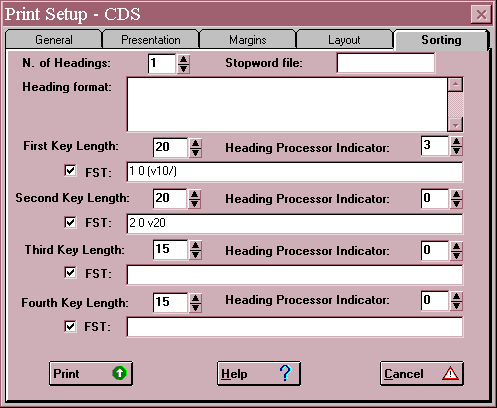 Print Setup - CDS
General Presentation Margins Layout Sorting
N. of Headings: 1 Stopword file:
Heading format:
First Key Length: 20 Heading Processor Indicator: 3
FST: 1 0 (v10/)
Second Key Length: 20 Heading Processor Indicator: 0
FST: 2 0 v20
Third Key Length: 15 Heading Processor Indicator: 0
FST:
Fourth Key Length: 15 Heading Processor Indicator: 0
FST:
Print Help ? Cancel